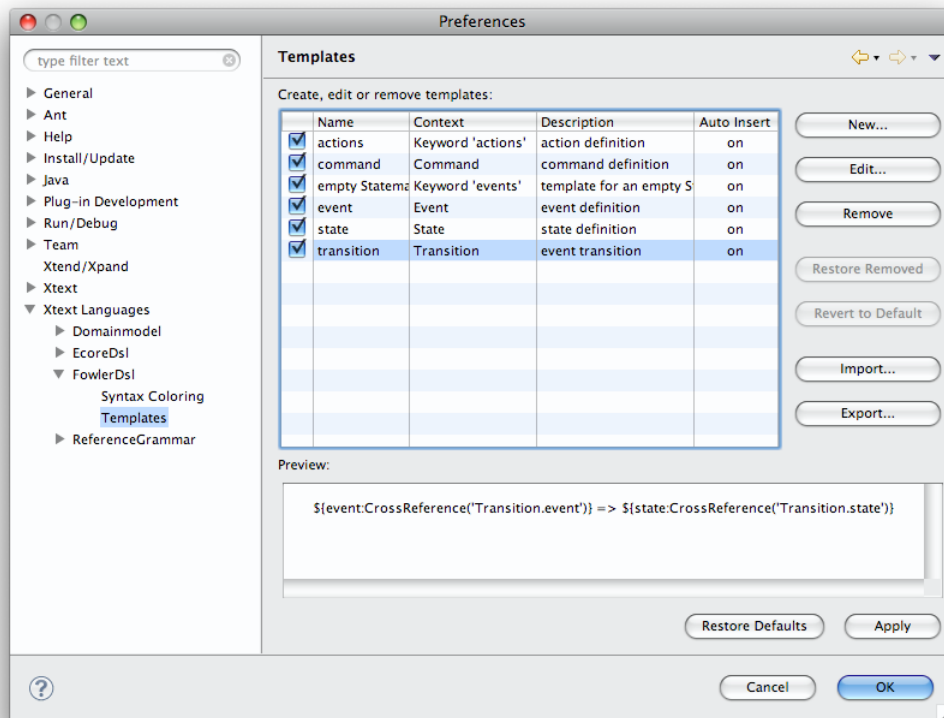 Preferences
type filter text
General
Ant
Help
Install/Update
Java
Plug-in Development
Run/Debug
Team
Xtend/Xpand
Xtext
Xtext Languages
Domainmodel
EcoreDsl
FowlerDsl
Syntax Coloring
Templates
ReferenceGrammar
Templates
Create, edit or remove templates:
Name Context Description Auto Insert
actions Keyword 'actions' action definition on
command Command command definition on
empty Statema Keyword 'events' template for an empty S on
event Event event definition on
state State state definition on
transition Transition event transition on
New...
Edit...
Remove
Restore Removed
Revert to Default
Import...
Export...
Preview:
${event:CrossReference('Transition.event')} => ${state:CrossReference('Transition.state')}
Restore Defaults Apply
? Cancel OK